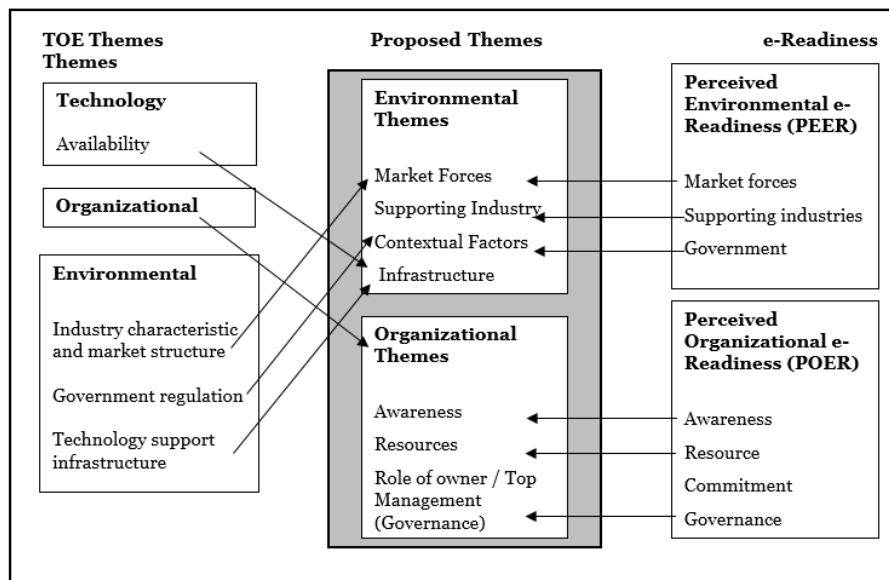 TOE Themes
Themes
Technology
Availability
Organizational
Environmental
Industry characteristic
and market structure
Government regulation
Technology support
infrastructure
Proposed Themes
Environmental
Themes
Market Forces
Supporting Industry
Contextual Factors
Infrastructure
Organizational
Themes
Awareness
Resources
Role of owner / Top
Management
(Governance)
e-Readiness
Perceived
Environmental e-
Readiness (PEER)
Market forces
Supporting industries
Government
Perceived
Organizational e-
Readiness (POER)
Awareness
Resource
Commitment
Governance